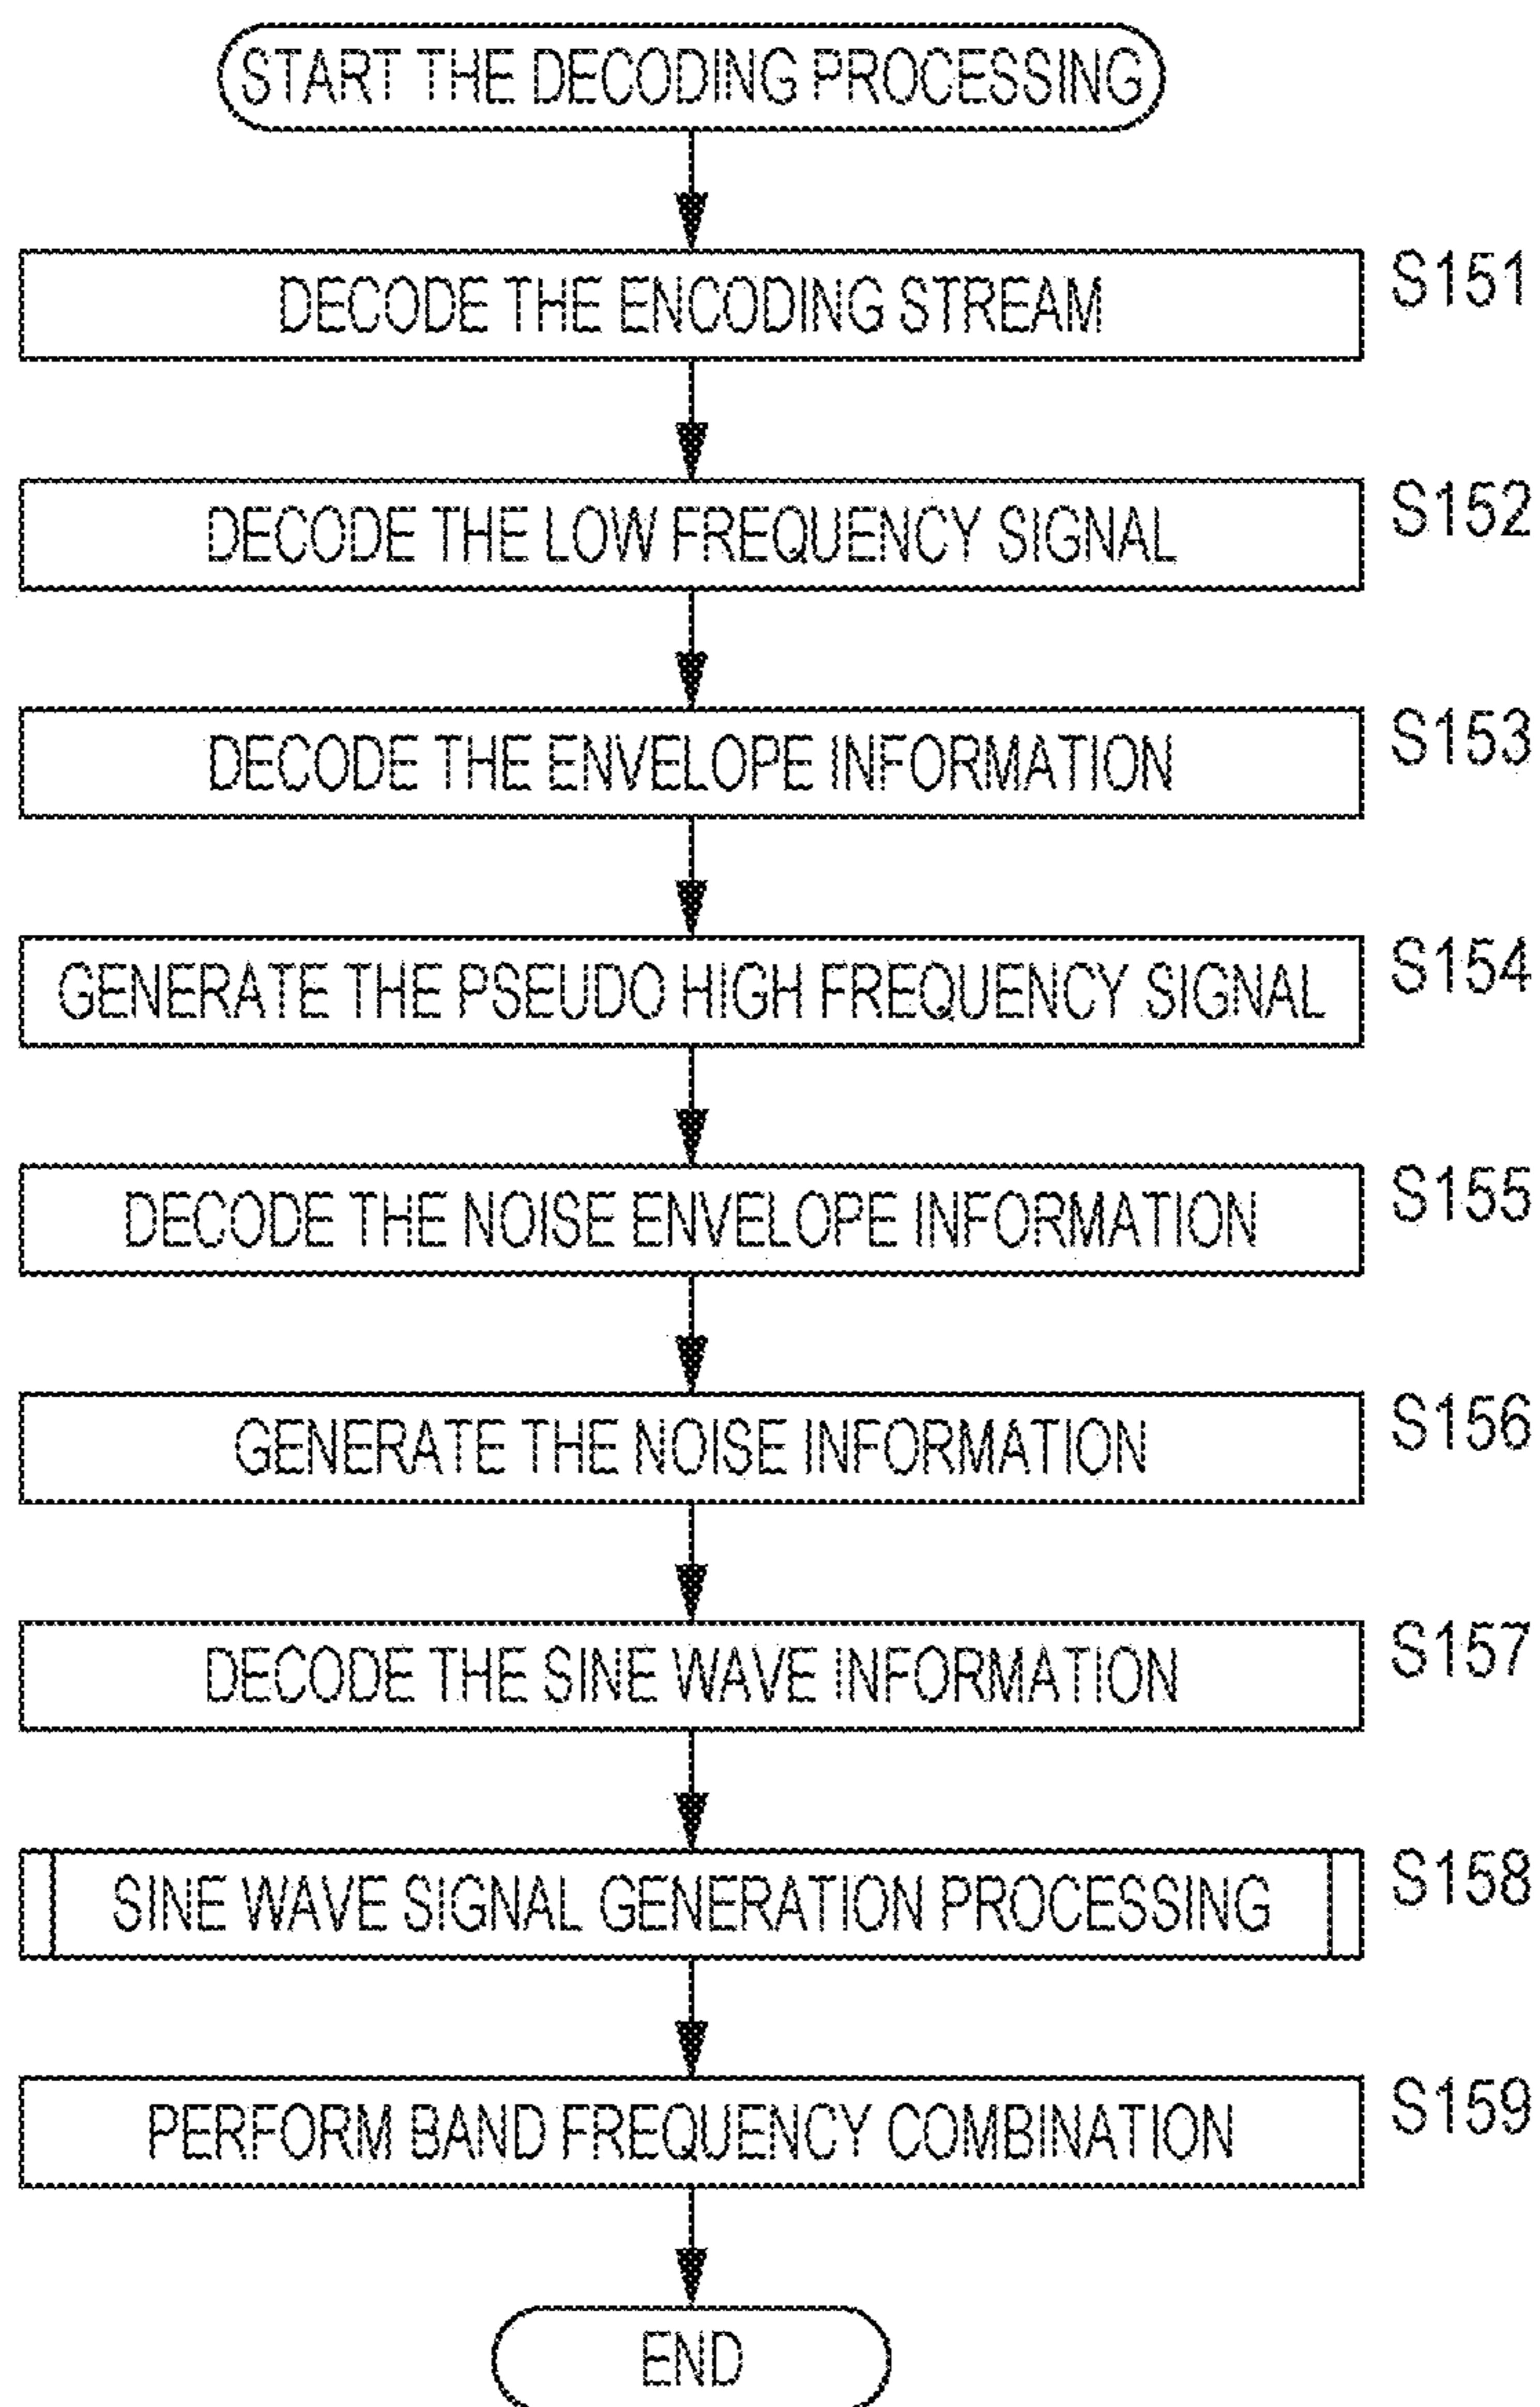 START THE DECODING PROCESSING
DECODE THE ENCODING STREAM
S151
DECODE THE LOW FREQUENCY SIGNAL
S152
DECODE THE ENVELOPE INFORMATION
S153
GENERATE THE PSEUDO HIGH FREQUENCY SIGNAL
S154
DECODE THE NOISE ENVELOPE INFORMATION
S155
GENERATE THE NOISE INFORMATION
S156
DECODE THE SINE WAVE INFORMATION
S157
SINE WAVE SIGNAL GENERATION PROCESSING
S158
PERFORM BAND FREQUENCY COMBINATION
S159
END